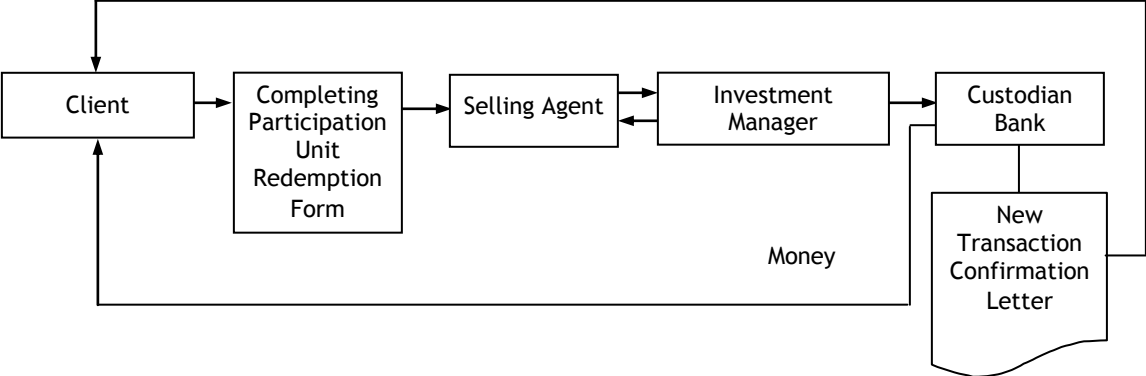 Client
Completing
Participation
Unit
Redemption
Form
Selling Agent
Investment
Manager
Custodian
Bank
New
Transaction
Confirmation
Letter
Money